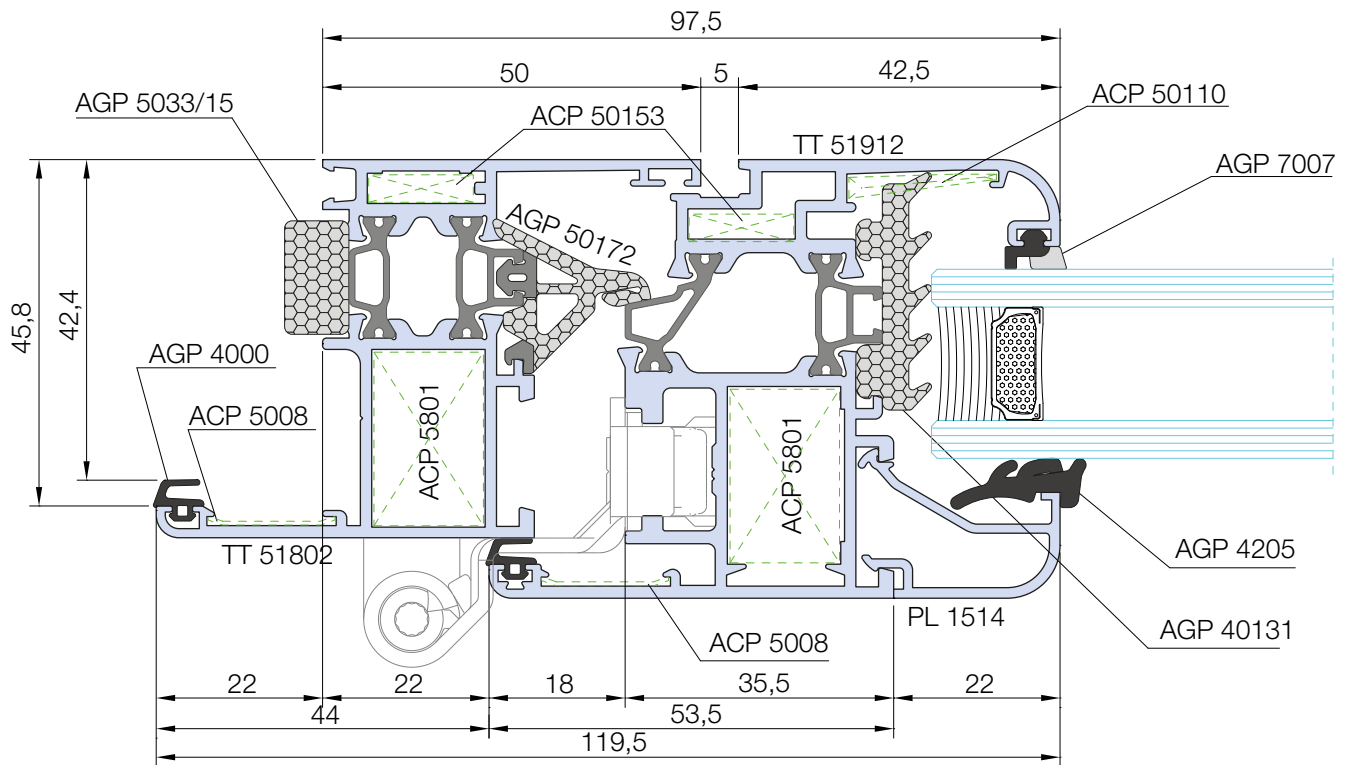 97,5
50
5
42,5
AGP 5033/15
ACP 50153
ACP 50110
TT 51912
AGP 7007
AGP 50172
45,8
42,4
AGP 4000
ACP 5008
ACP 5801
ACP 5801
TT 51802
AGP 4205
PL 1514
AGP 40131
ACP 5008
22
22
18
35,5
22
44
53,5
119,5